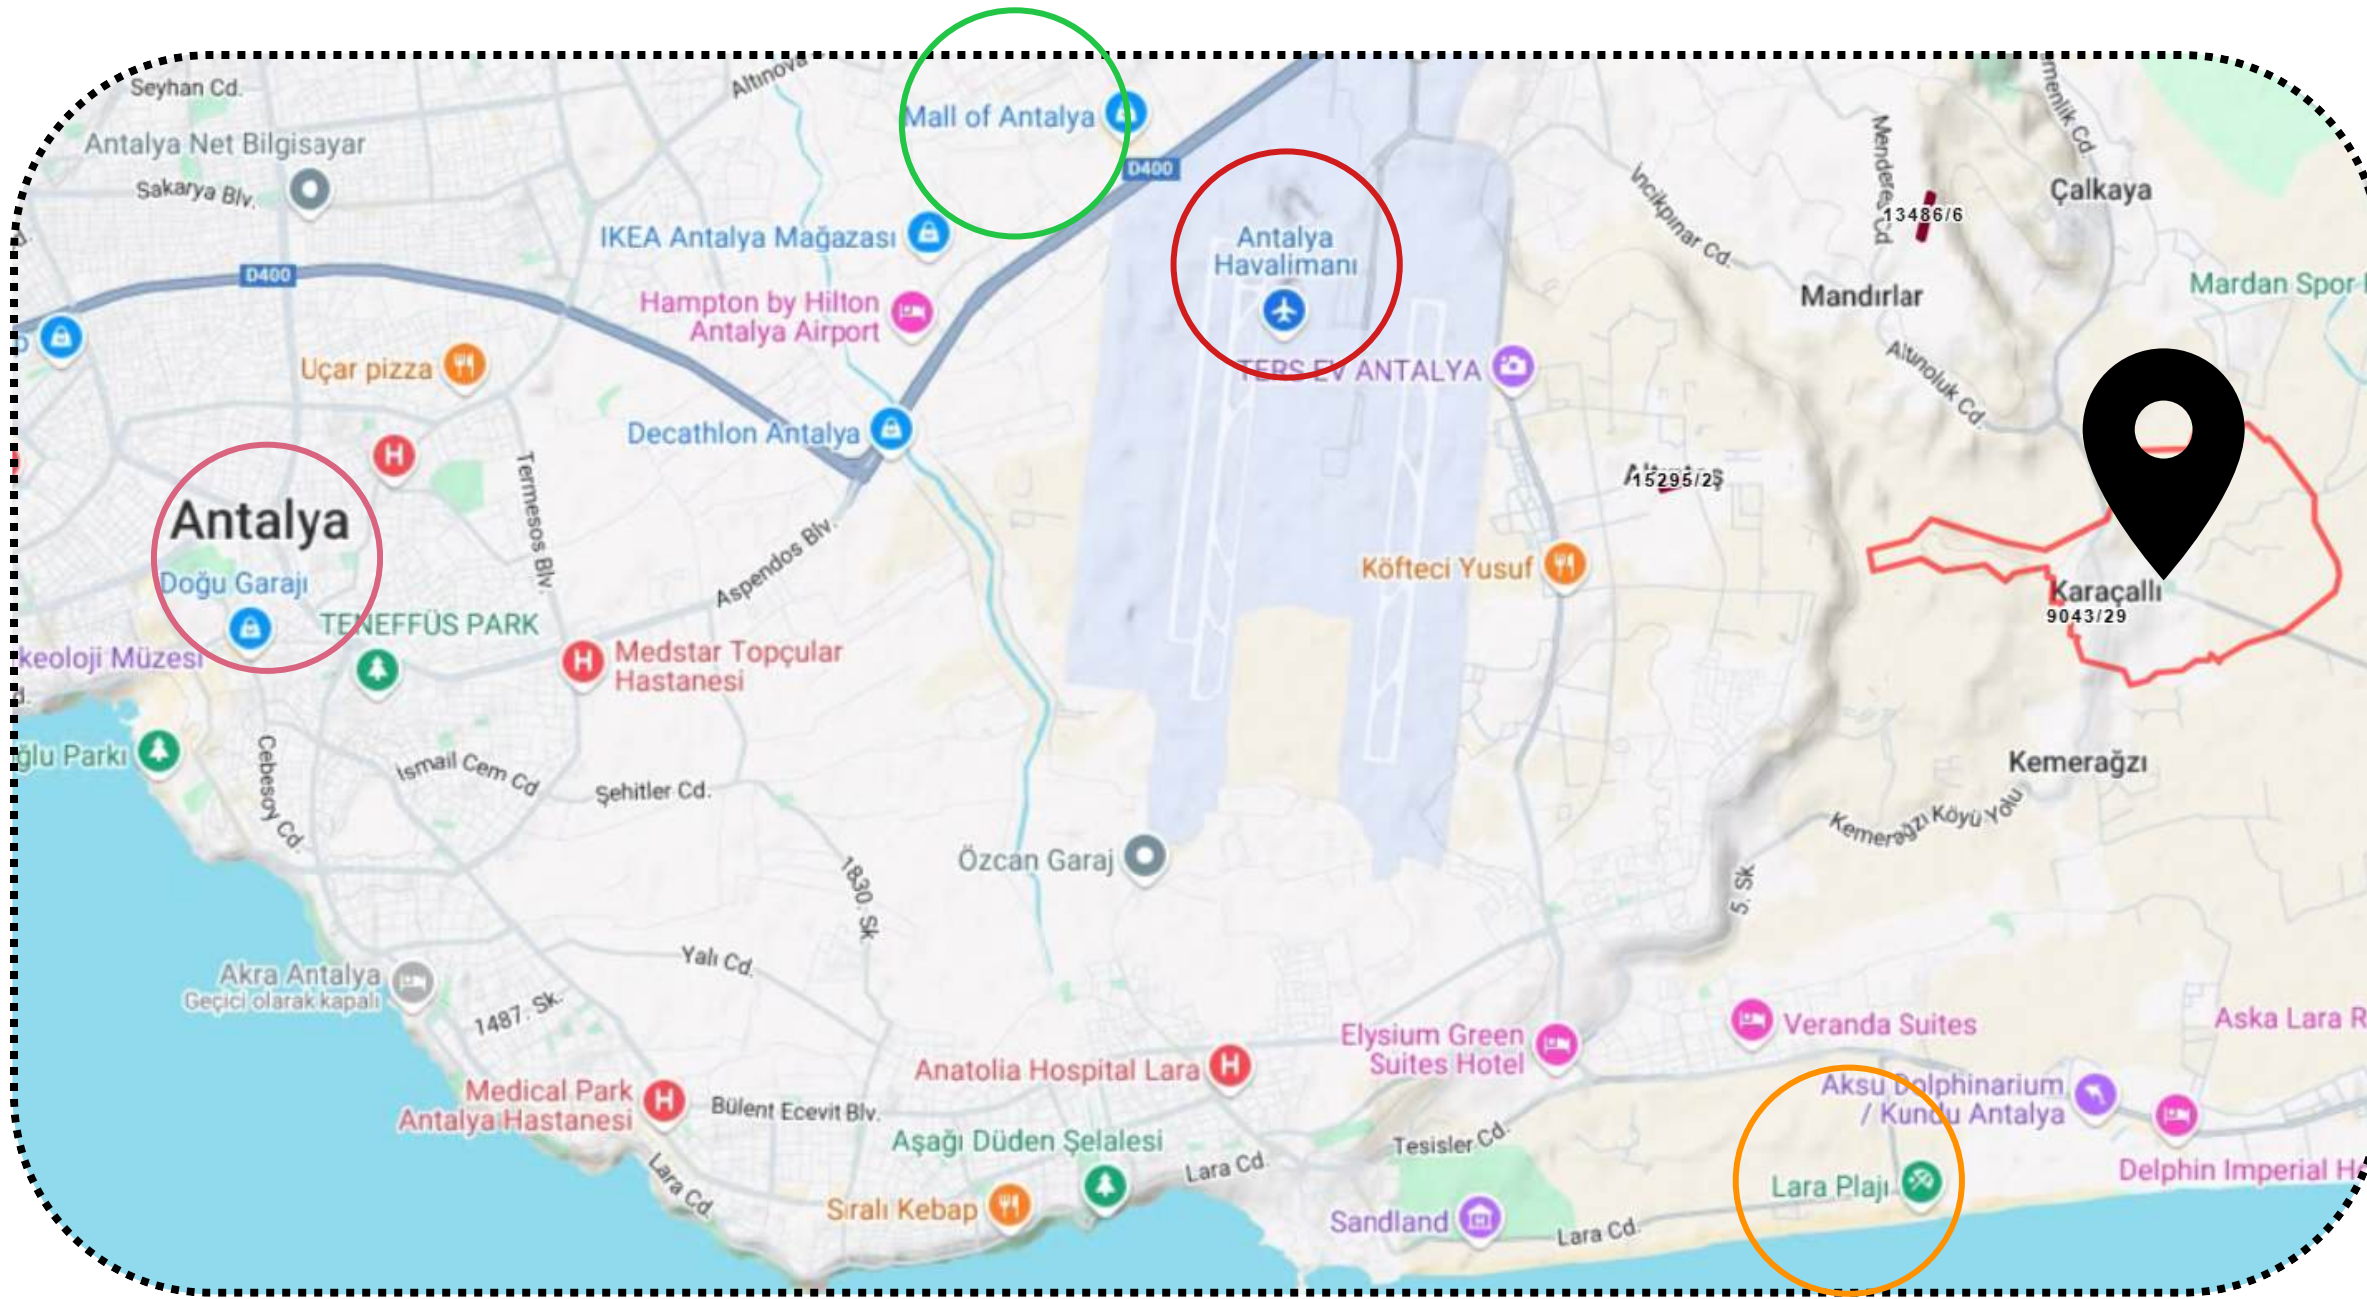 Seyhan Cd.
Altınova
Mall of Antalya
Antalya Net Bilgisayar
Sakarya Blv.
D400
IKEA Antalya Mağazası
Antalya
Havalimanı
İncikpınar Cd.
Menderes Cd
13486/6
Çalkaya
Mardan Spor
Mandırlar
D400
Hampton by Hilton
Antalya Airport
Uçar pizza
TERS EV ANTALYA
Altınoluk Cd.
Decathlon Antalya
Termesos Blv.
15295/2
Antalya
Doğu Garajı
TENEFFÜS PARK
Aspendos Blv.
Köfteci Yusuf
Karaçallı
9043/29
keoloji Müzesi
Medstar Topçular
Hastanesi
ğlu Parkı
Cebesoy Cd.
İsmail Cem Cd
Şehitler Cd.
Kemerağzı
Kemerağzı Köyü Yolu
Özcan Garaj
1830. Sk.
5. Sk
Yalı Cd.
Akra Antalya
Geçici olarak kapalı
1487. Sk.
Elysium Green
Suites Hotel
Veranda Suites
Aska Lara R
Anatolia Hospital Lara
Medical Park
Antalya Hastanesi
Bülent Ecevit Blv.
Aksu Dolphinarium
/ Kundu Antalya
Aşağı Düden Şelalesi
Tesisler Cd.
Lara Cd.
Lara Cd.
Delphin Imperial Ho
Lara Plajı
Sıralı Kebap
Sandland
Lara Cd.